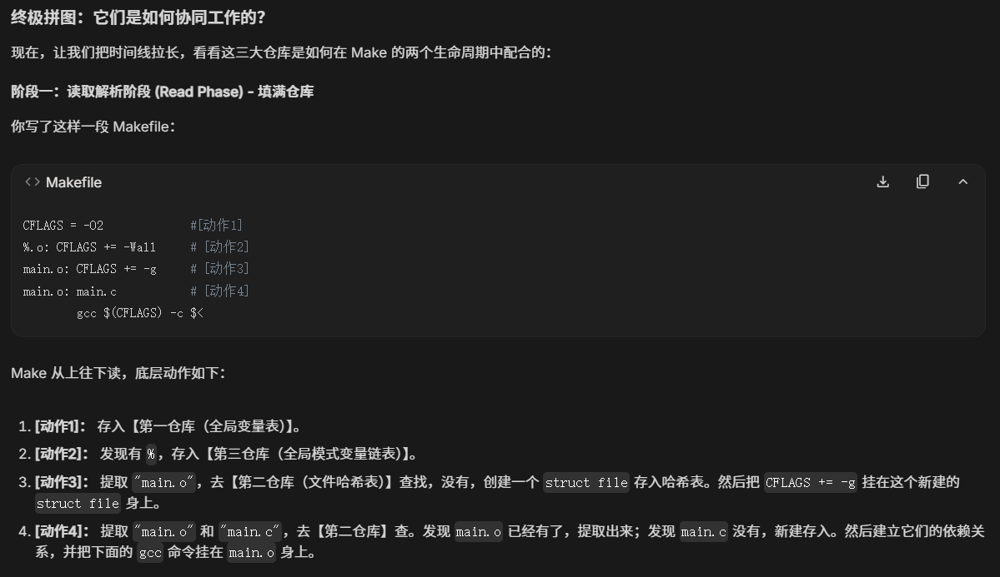 终极拼图：它们是如何协同工作的？
现在，让我们把时间线拉长，看看这三大仓库是如何在 Make 的两个生命周期中配合的：
阶段一：读取解析阶段 (Read Phase) - 填满仓库
你写了这样一段 Makefile：
<> Makefile
CFLAGS = -O2 #[动作1]
%.o: CFLAGS += -Wall # [动作2]
main.o: CFLAGS += -g # [动作3]
main.o: main.c # [动作4]
gcc $(CFLAGS) -c $<
Make 从上往下读，底层动作如下：
1. [动作1]： 存入【第一仓库（全局变量表）】。
2. [动作2]： 发现有 %，存入【第三仓库（全局模式变量链表）】。
3. [动作3]： 提取 "main.o"，去【第二仓库（文件哈希表）】查找，没有，创建一个 struct file 存入哈希表。然后把 CFLAGS += -g 挂在这个新建的
struct file 身上。
4. [动作4]： 提取 "main.o" 和 "main.c"，去【第二仓库】查。发现 main.o 已经有了，提取出来；发现 main.c 没有，新建存入。然后建立它们的依赖关
系，并把下面的 gcc 命令挂在 main.o 身上。